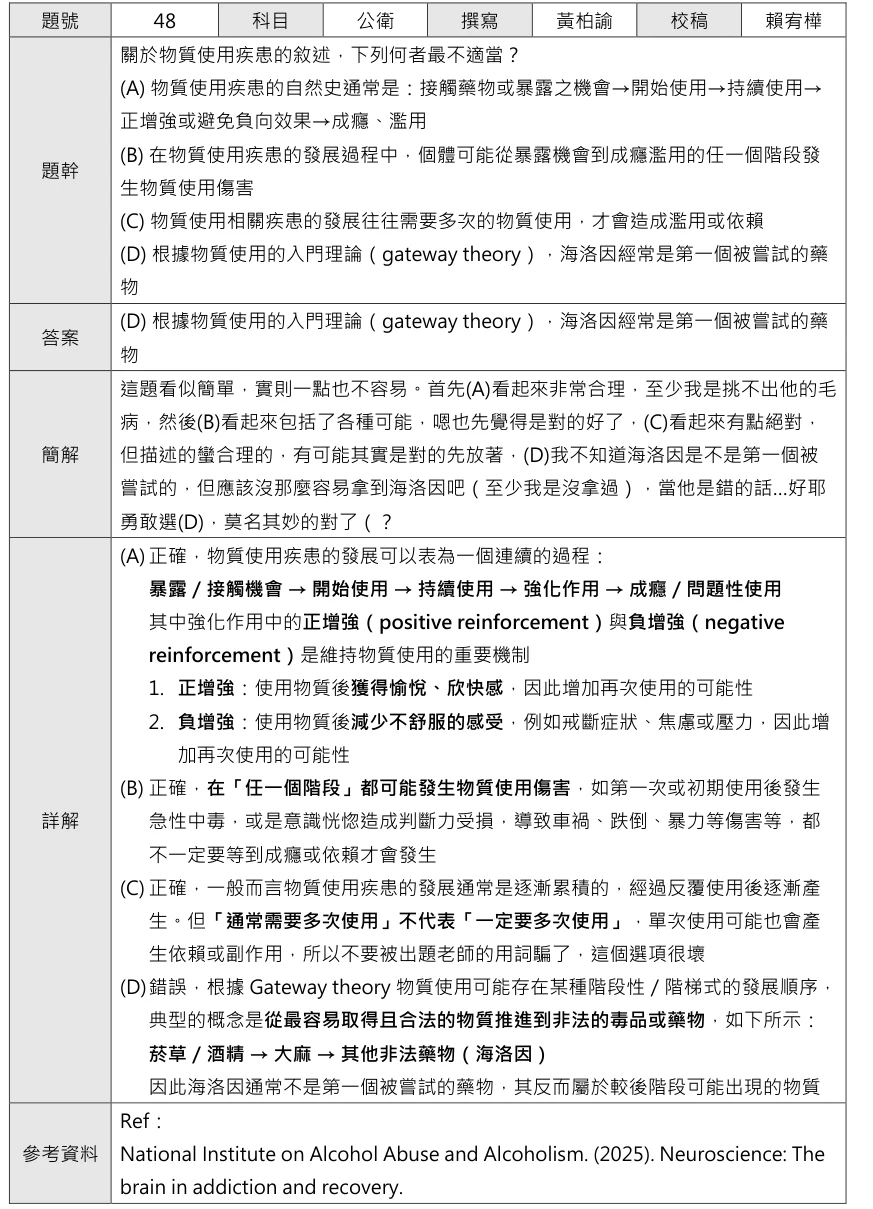 題號 48 科目 公衛 撰寫 黃柏諭 校稿 賴宥樺
題幹
關於物質使用疾患的敘述，下列何者最不適當？
(A) 物質使用疾患的自然史通常是：接觸藥物或暴露之機會→開始使用→持續使用→
正增強或避免負向效果→成癮、濫用
(B) 在物質使用疾患的發展過程中，個體可能從暴露機會到成癮濫用的任一個階段發
生物質使用傷害
(C) 物質使用相關疾患的發展往往需要多次的物質使用，才會造成濫用或依賴
(D) 根據物質使用的入門理論（gateway theory），海洛因經常是第一個被嘗試的藥
物
答案
(D) 根據物質使用的入門理論（gateway theory），海洛因經常是第一個被嘗試的藥
物
簡解
這題看似簡單，實則一點也不容易。首先(A)看起來非常合理，至少我是挑不出他的毛
病，然後(B)看起來包括了各種可能，嗯也先覺得是對的好了，(C)看起來有點絕對，
但描述的蠻合理的，有可能其實是對的先放著，(D)我不知道海洛因是不是第一個被
嘗試的，但應該沒那麼容易拿到海洛因吧（至少我是沒拿過），當他是錯的話…好耶
勇敢選(D)，莫名其妙的對了（？
詳解
(A) 正確，物質使用疾患的發展可以表為一個連續的過程：
暴露 / 接觸機會 → 開始使用 → 持續使用 → 強化作用 → 成癮 / 問題性使用
其中強化作用中的正增強（positive reinforcement）與負增強（negative
reinforcement）是維持物質使用的重要機制
1. 正增強：使用物質後獲得愉悅、欣快感，因此增加再次使用的可能性
2. 負增強：使用物質後減少不舒服的感受，例如戒斷症狀、焦慮或壓力，因此增
加再次使用的可能性
(B) 正確，在「任一個階段」都可能發生物質使用傷害，如第一次或初期使用後發生
急性中毒，或是意識恍惚造成判斷力受損，導致車禍、跌倒、暴力等傷害等，都
不一定要等到成癮或依賴才會發生
(C) 正確，一般而言物質使用疾患的發展通常是逐漸累積的，經過反覆使用後逐漸產
生。但「通常需要多次使用」不代表「一定要多次使用」，單次使用可能也會產
生依賴或副作用，所以不要被出題老師的用詞騙了，這個選項很壞
(D) 錯誤，根據 Gateway theory 物質使用可能存在某種階段性 / 階梯式的發展順序，
典型的概念是從最容易取得且合法的物質推進到非法的毒品或藥物，如下所示：
菸草 / 酒精 → 大麻 → 其他非法藥物（海洛因）
因此海洛因通常不是第一個被嘗試的藥物，其反而屬於較後階段可能出現的物質
參考資料
Ref：
National Institute on Alcohol Abuse and Alcoholism. (2025). Neuroscience: The
brain in addiction and recovery.